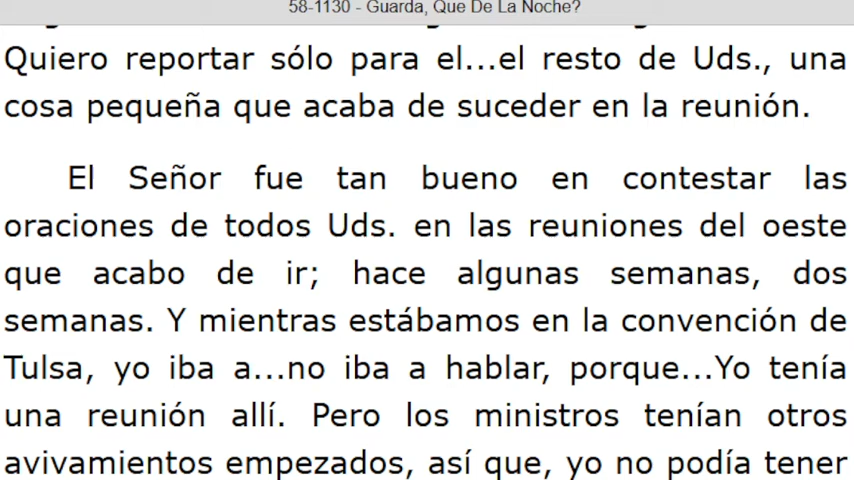 58-1130 - Guarda, Que De La Noche?
Quiero reportar sólo para el...el resto de Uds., una
cosa pequeña que acaba de suceder en la reunión.
El Señor fue tan bueno en contestar las
oraciones de todos Uds. en las reuniones del oeste
que acabo de ir; hace algunas semanas, dos
semanas. Y mientras estábamos en la convención de
Tulsa, yo iba a...no iba a hablar, porque...Yo tenía
una reunión allí. Pero los ministros tenían otros
avivamientos empezados, así que, yo no podía tener